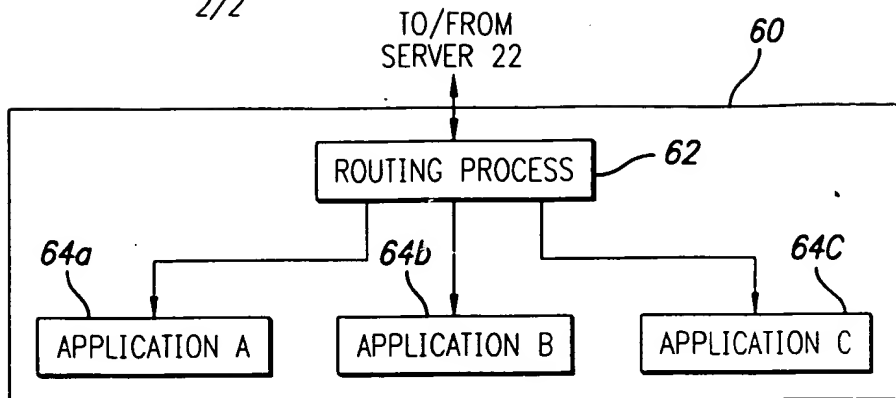 2/2
TO/FROM
SERVER 22
60
ROUTING PROCESS
62
64a
64b
64C
APPLICATION A
APPLICATION B
APPLICATION C